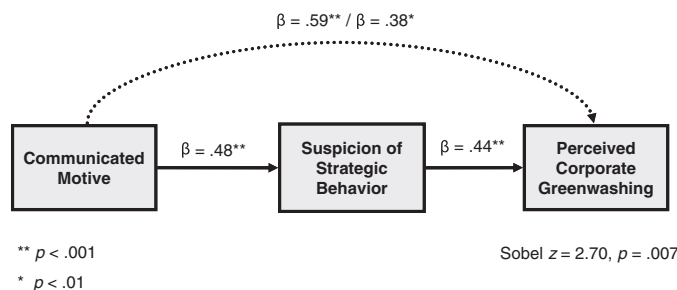 β = .59** / β = .38*
Communicated
Motive
β = .48**
Suspicion of
Strategic
Behavior
β = .44**
Perceived
Corporate
Greenwashing
** p < .001
* p < .01
Sobel z = 2.70, p = .007